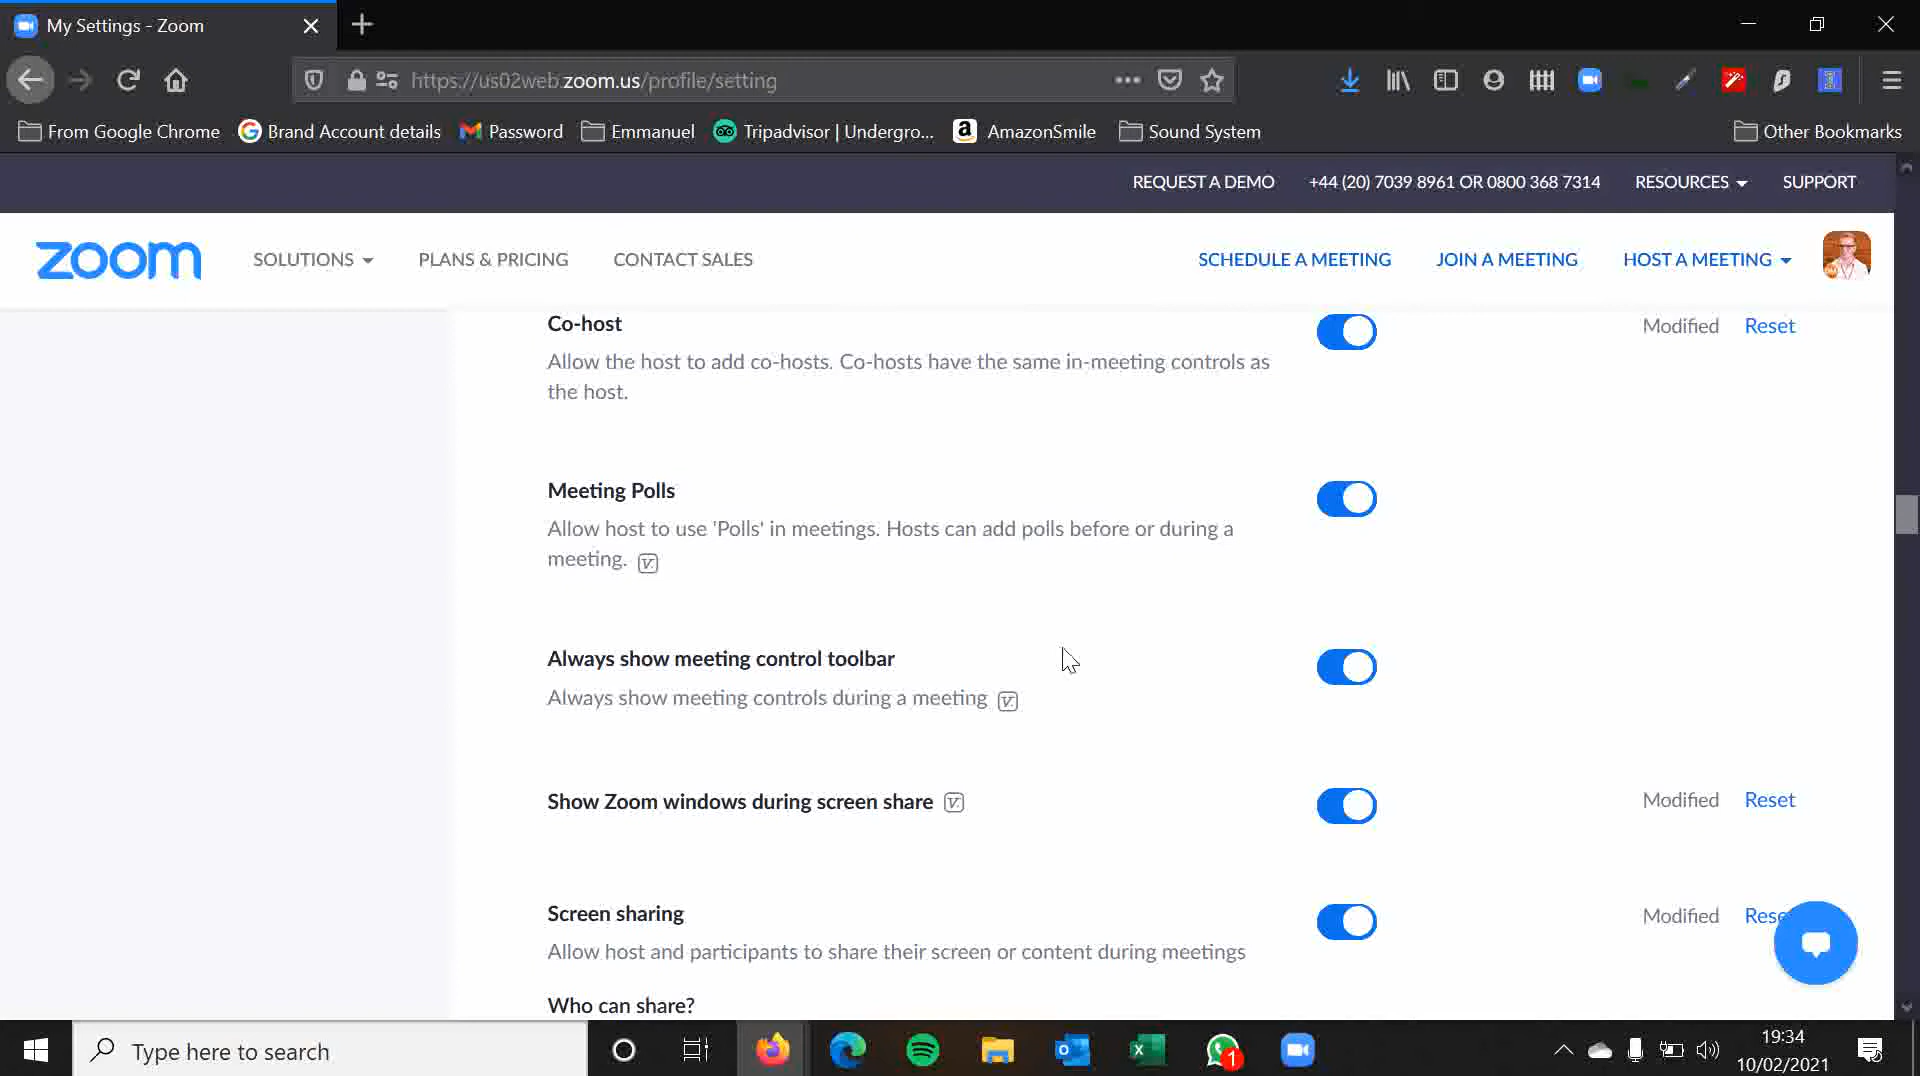 My Settings - Zoom
https://us02web.zoom.us/profile/setting
From Google Chrome Brand Account details Password Emmanuel Tripadvisor | Undergro... AmazonSmile Sound System Other Bookmarks
REQUEST A DEMO +44 (20) 7039 8961 OR 0800 368 7314 RESOURCES SUPPORT
zoom SOLUTIONS PLANS & PRICING CONTACT SALES SCHEDULE A MEETING JOIN A MEETING HOST A MEETING
Co-host Modified Reset
Allow the host to add co-hosts. Co-hosts have the same in-meeting controls as
the host.
Meeting Polls
Allow host to use 'Polls' in meetings. Hosts can add polls before or during a
meeting.
Always show meeting control toolbar
Always show meeting controls during a meeting
Show Zoom windows during screen share Modified Reset
Screen sharing Modified
Allow host and participants to share their screen or content during meetings
Who can share?
Type here to search
1
19:34
10/02/2021